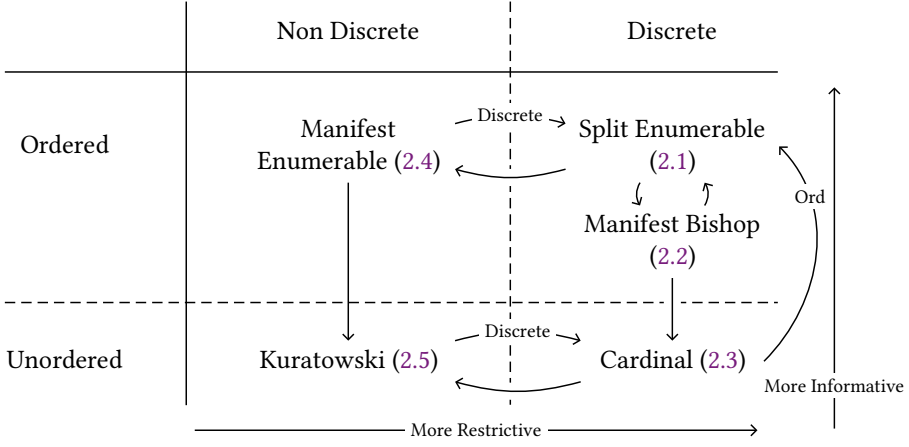 Non Discrete
Discrete
Ordered
Manifest
Enumerable (2.4)
Discrete
Split Enumerable
(2.1)
Manifest Bishop
(2.2)
Ord
Unordered
Kuratowski (2.5)
Discrete
Cardinal (2.3)
More Informative
More Restrictive